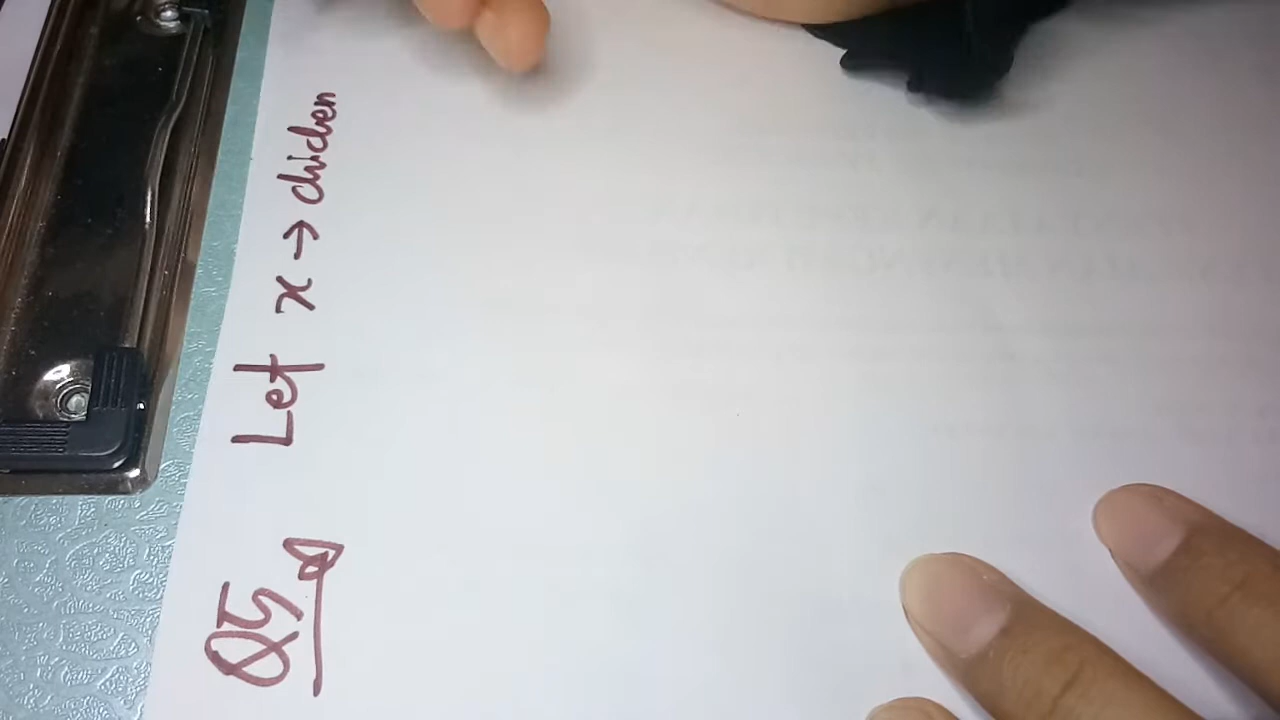 Q5 Let x → chicken